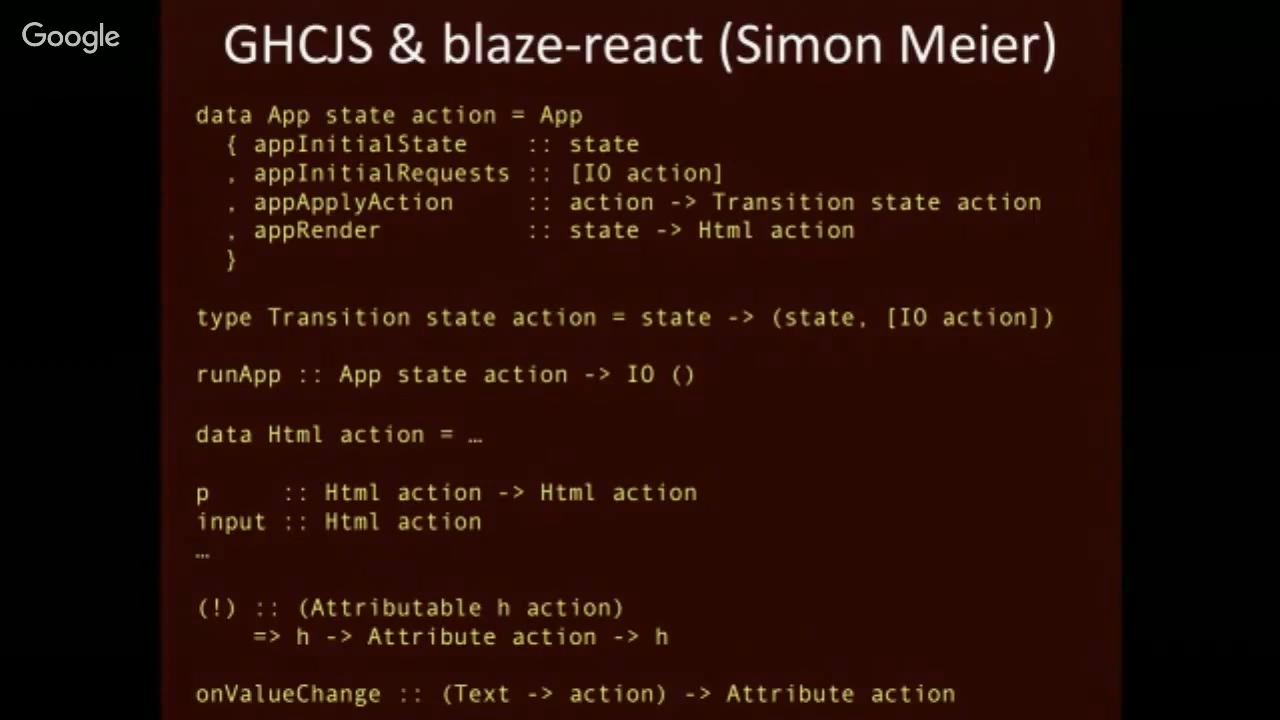 Google
GHCJS & blaze-react (Simon Meier)
data App state action = App
{ appInitialState :: state
, appInitialRequests :: [IO action]
, appApplyAction :: action -> Transition state action
, appRender :: state -> Html action
}
type Transition state action = state -> (state, [IO action])
runApp :: App state action -> IO ()
data Html action = …
p :: Html action -> Html action
input :: Html action
…
(!) :: (Attributable h action)
=> h -> Attribute action -> h
onValueChange :: (Text -> action) -> Attribute action